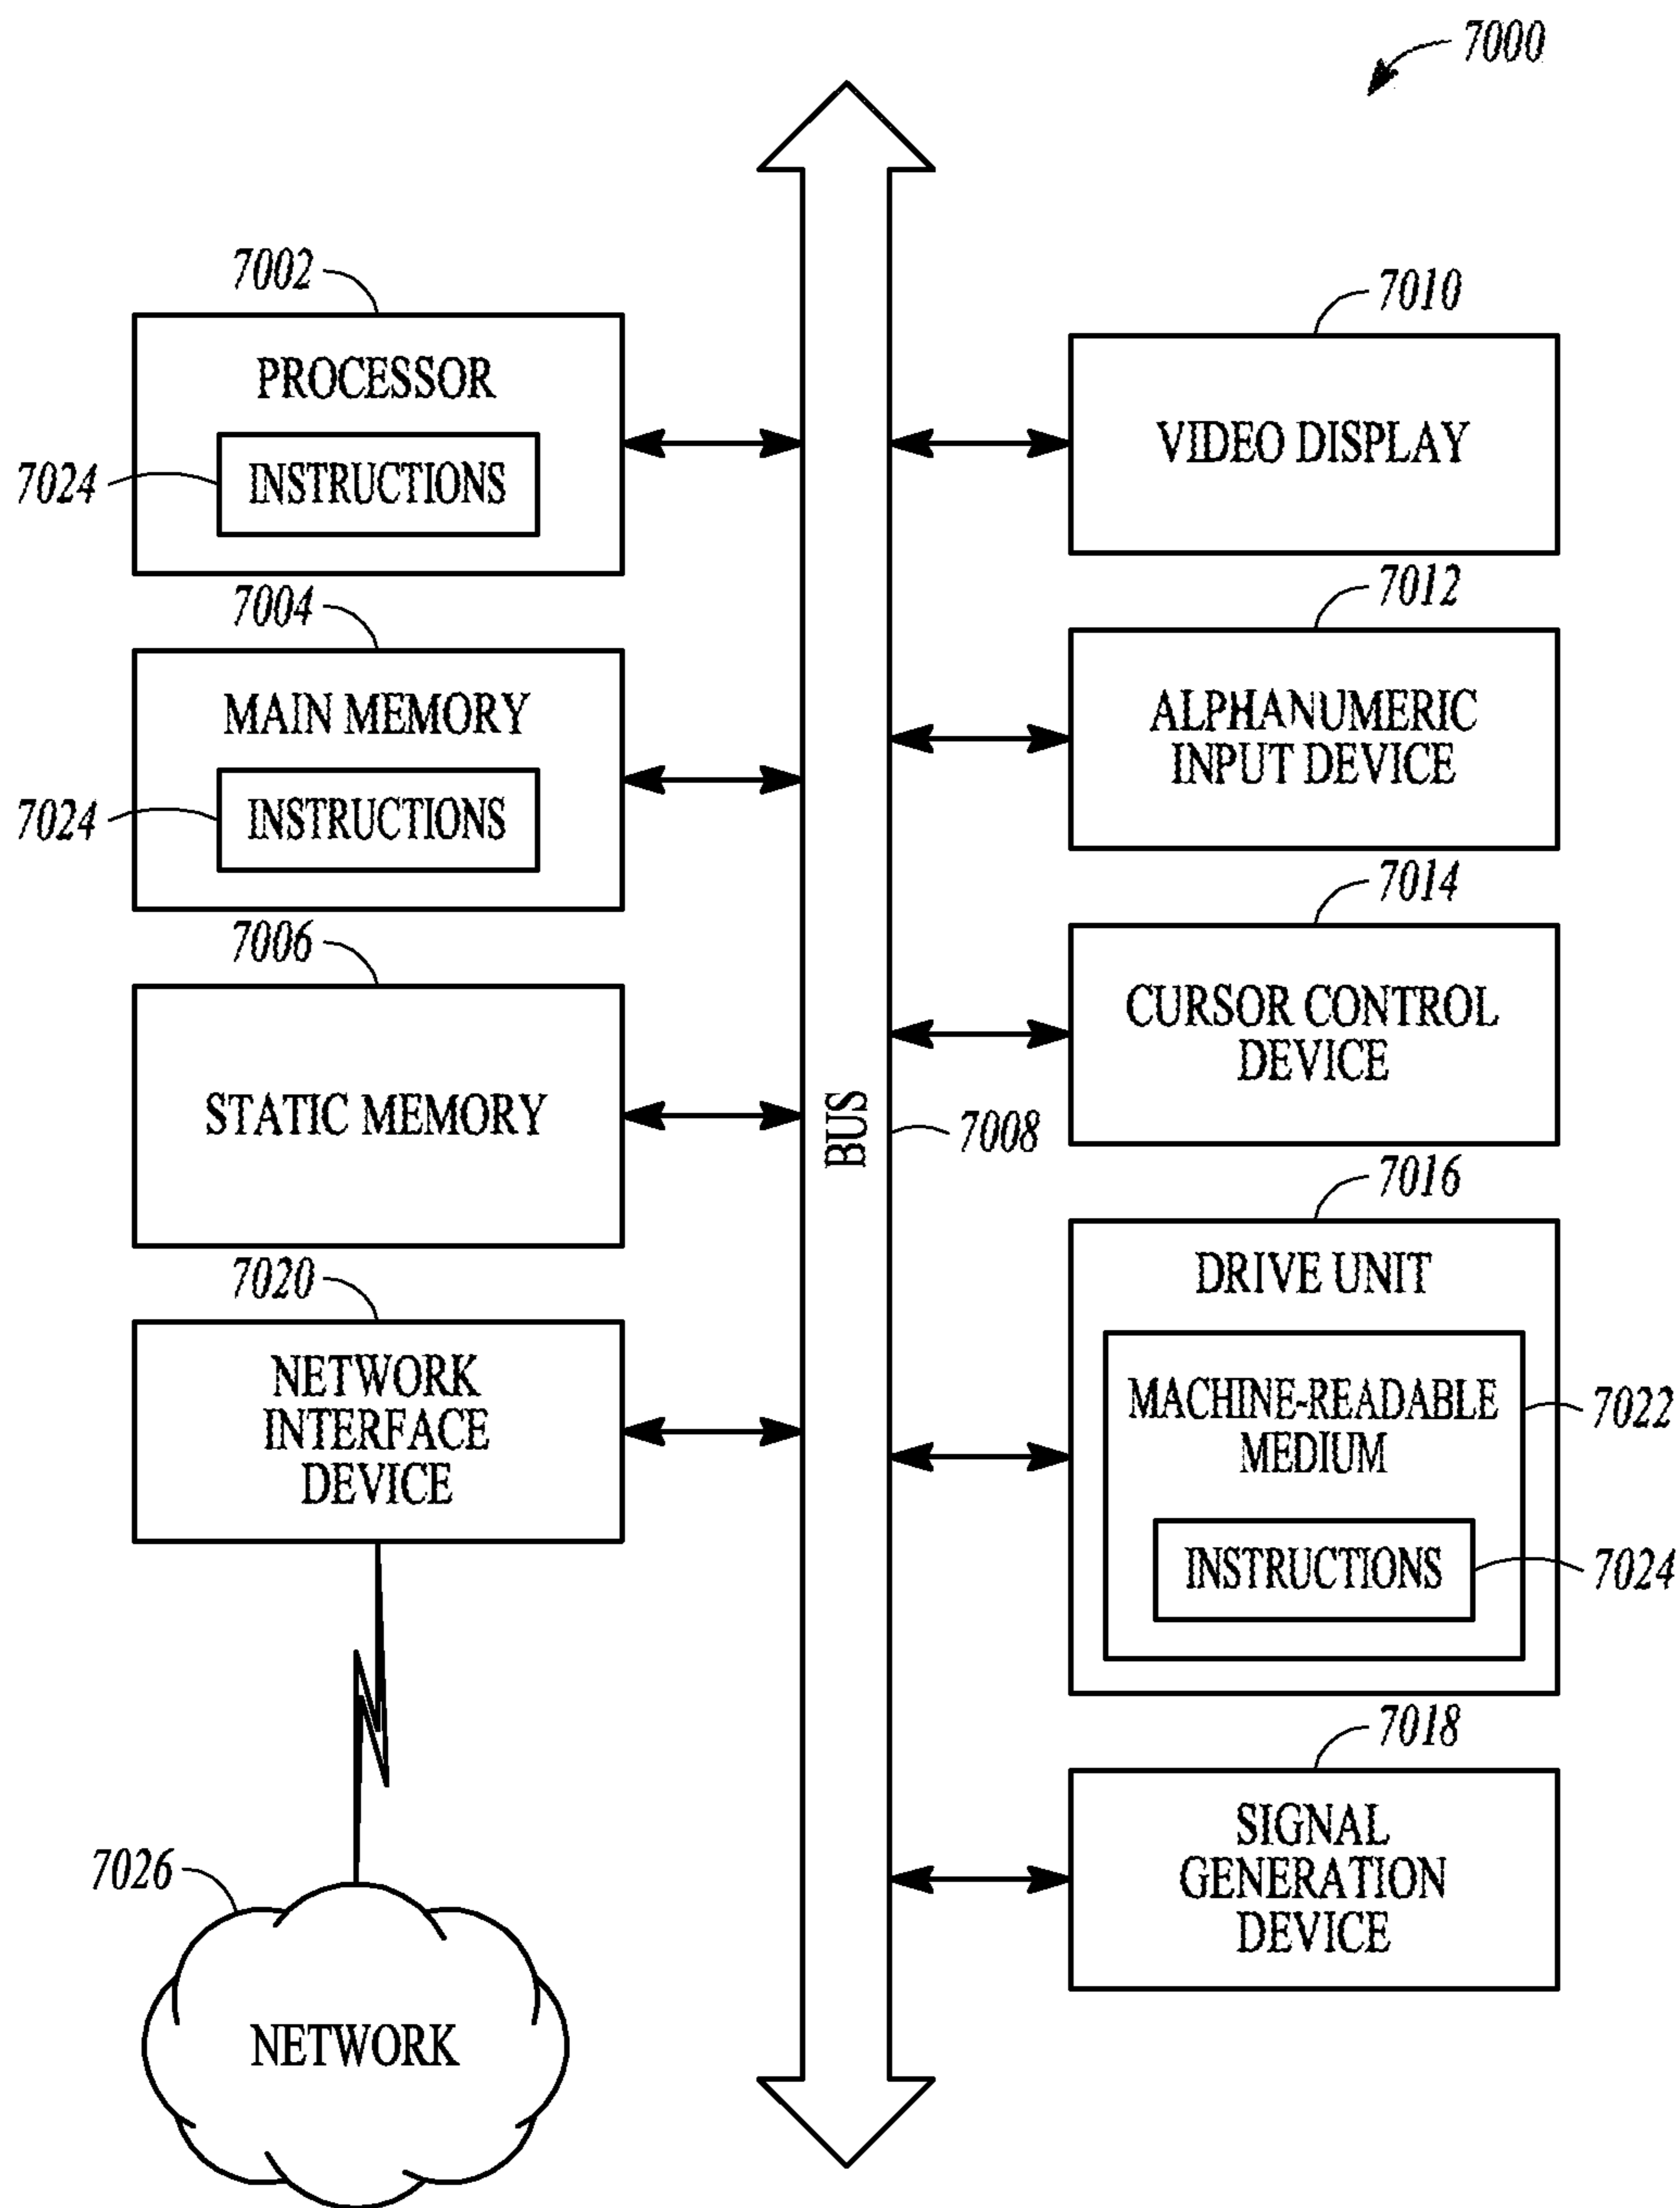 7000
7002
PROCESSOR
7024
INSTRUCTIONS
7004
MAIN MEMORY
7024
INSTRUCTIONS
7006
STATIC MEMORY
7020
NETWORK
INTERFACE
DEVICE
7026
NETWORK
BUS
7008
7010
VIDEO DISPLAY
7012
ALPHANUMERIC
INPUT DEVICE
7014
CURSOR CONTROL
DEVICE
7016
DRIVE UNIT
MACHINE-READABLE
MEDIUM
7022
INSTRUCTIONS
7024
7018
SIGNAL
GENERATION
DEVICE